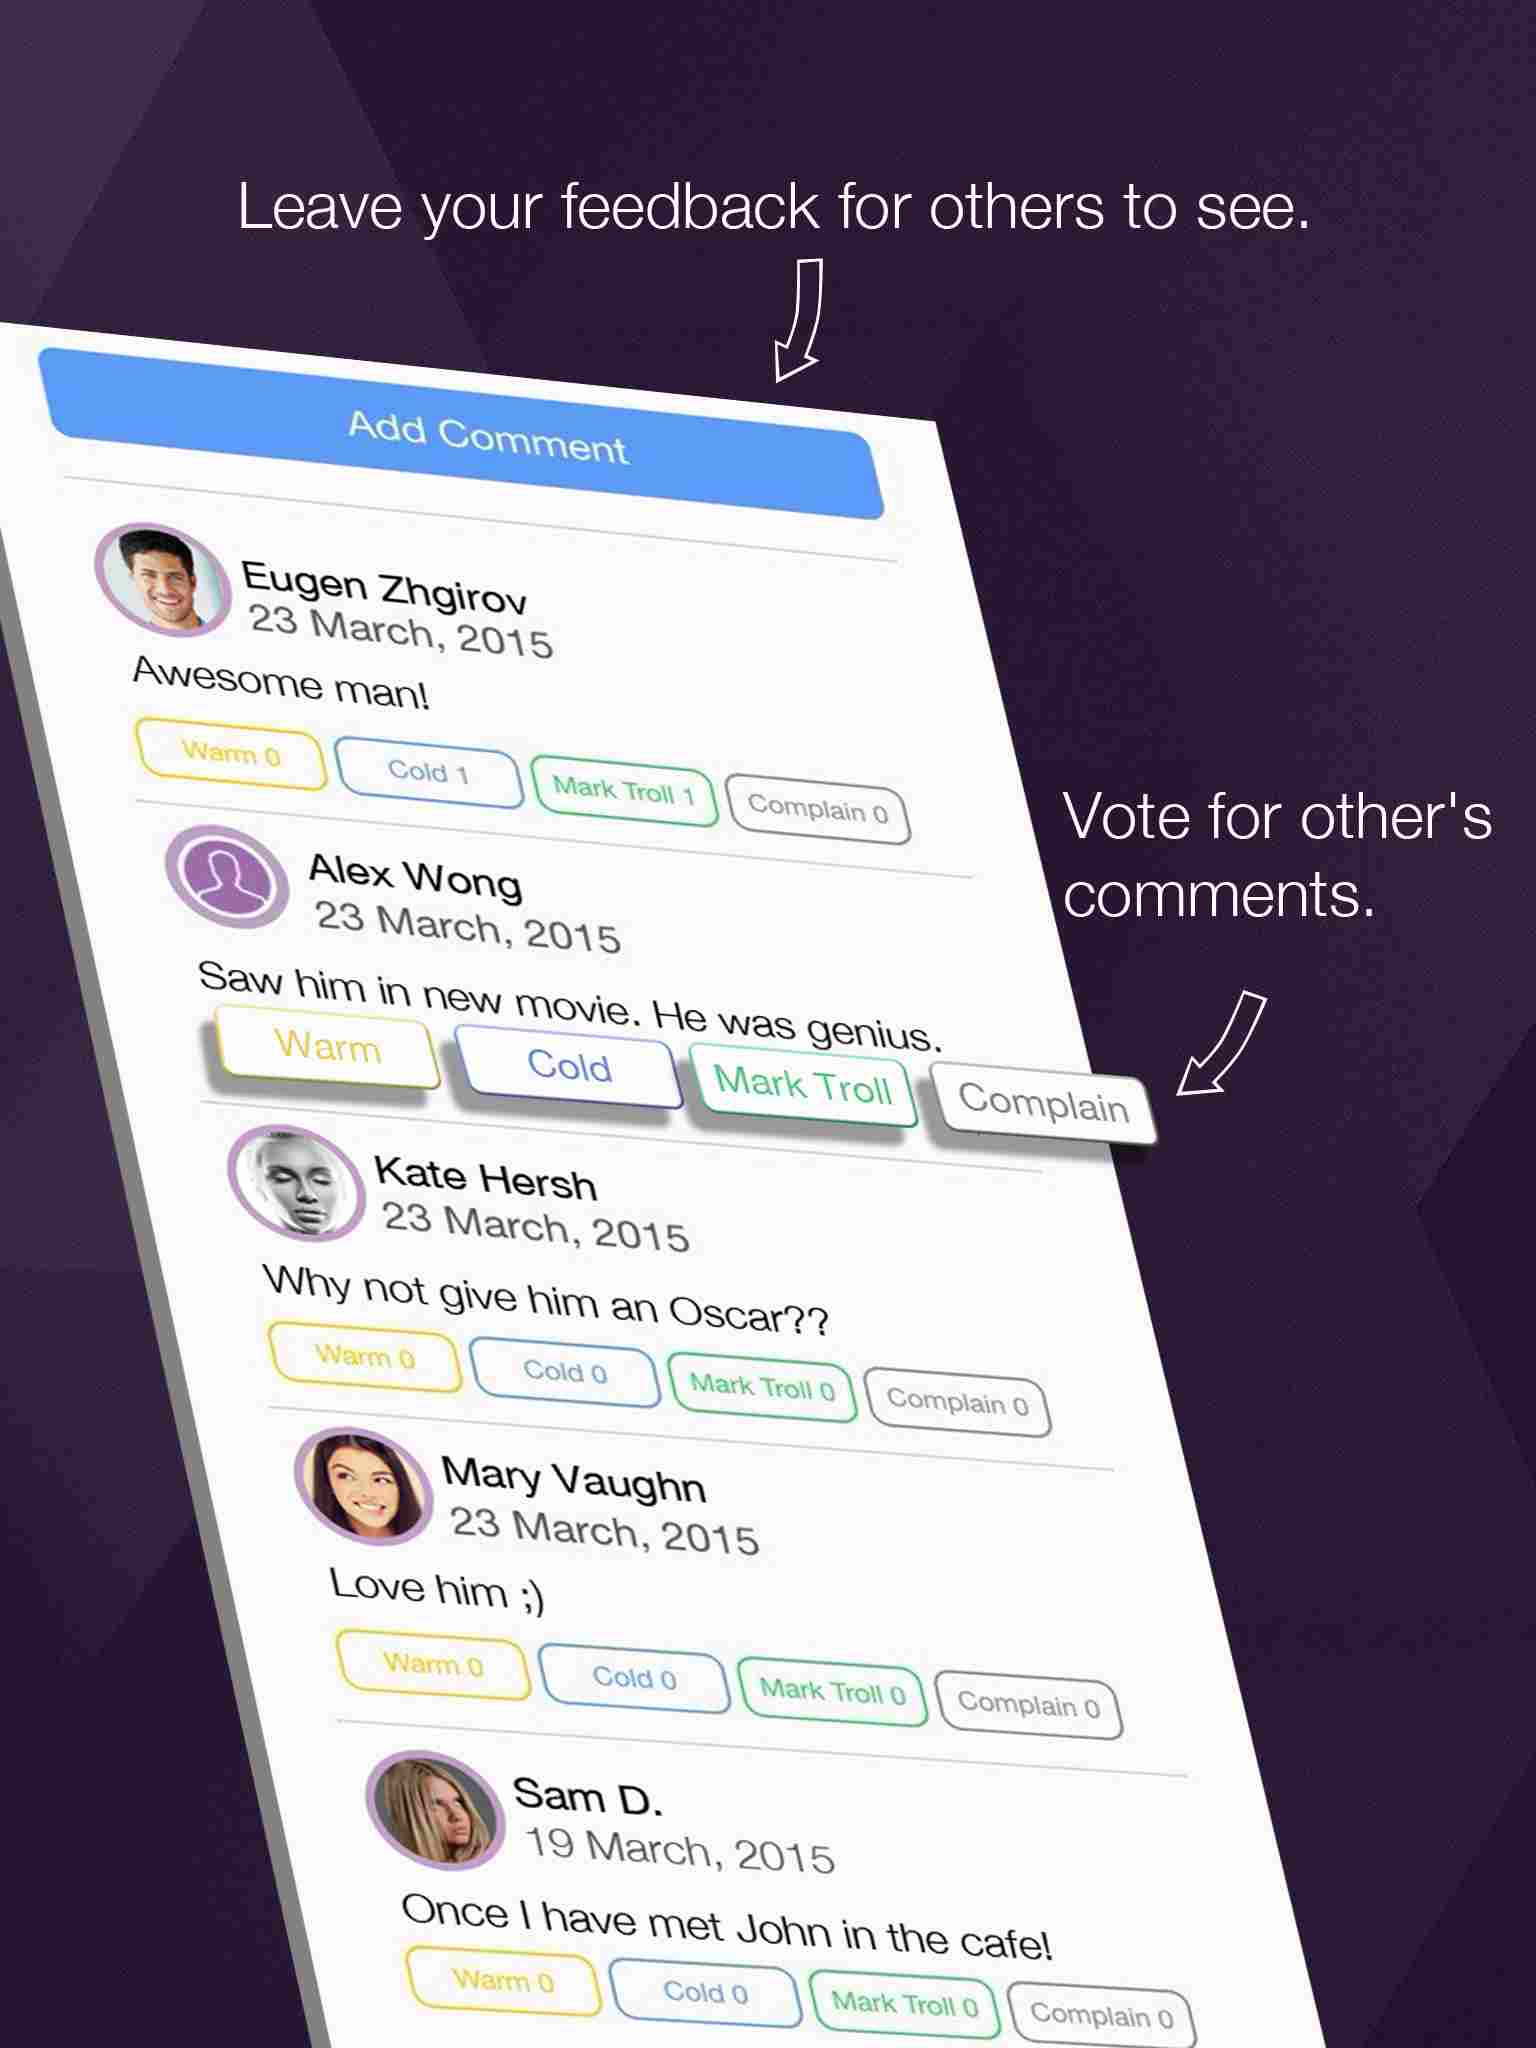 Leave your feedback for others to see.
Add Comment
Eugen Zhgirov
23 March, 2015
Awesome man!
Warm 0 Cold 1 Mark Troll 1 Complain 0
Alex Wong
23 March, 2015
Vote for other's
comments.
Saw him in new movie. He was genius.
Warm Cold Mark Troll Complain
Kate Hersh
23 March, 2015
Why not give him an Oscar??
Warm 0 Cold 0 Mark Troll 0 Complain 0
Mary Vaughn
23 March, 2015
Love him ;)
Warm 0 Cold 0 Mark Troll 0 Complain 0
Sam D.
19 March, 2015
Once I have met John in the cafe!
Warm 0 Cold 0 Mark Troll 0 Complain 0